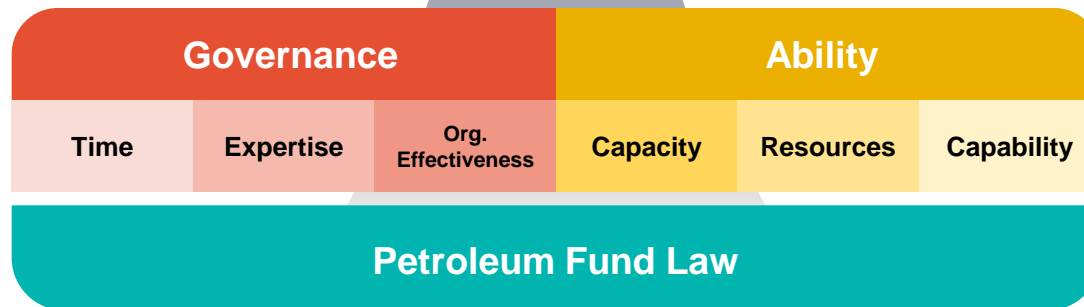 Governance
Ability
Time
Expertise
Org.
Effectiveness
Capacity
Resources
Capability
Petroleum Fund Law